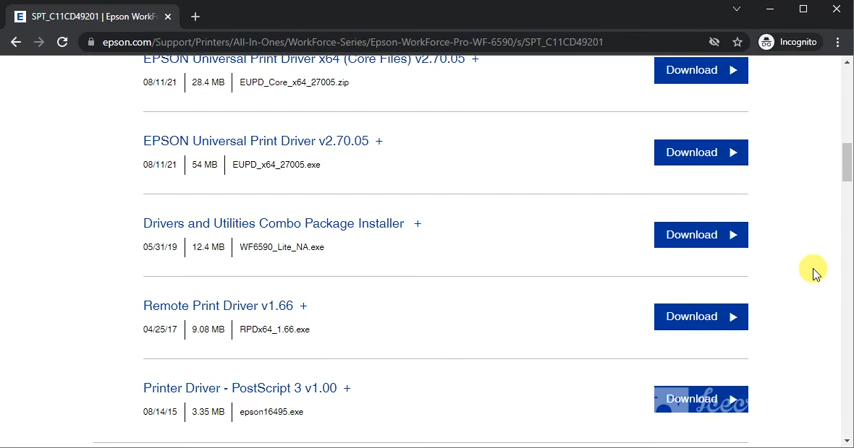 SPT_C11CD49201 | Epson WorkF
epson.com/Support/Printers/All-In-Ones/WorkForce-Series/Epson-WorkForce-Pro-WF-6590/s/SPT_C11CD49201
Incognito
EPSON Universal Print Driver x64 (Core Files) v2.70.05 +
Download
08/11/21 | 28.4 MB | EUPD_Core_x64_27005.zip
EPSON Universal Print Driver v2.70.05 +
Download
08/11/21 | 54 MB | EUPD_x64_27005.exe
Drivers and Utilities Combo Package Installer +
Download
05/31/19 | 12.4 MB | WF6590_Lite_NA.exe
Remote Print Driver v1.66 +
Download
04/25/17 | 9.08 MB | RPDx64_1.66.exe
Printer Driver - PostScript 3 v1.00 +
Download
08/14/15 | 3.35 MB | epson16495.exe